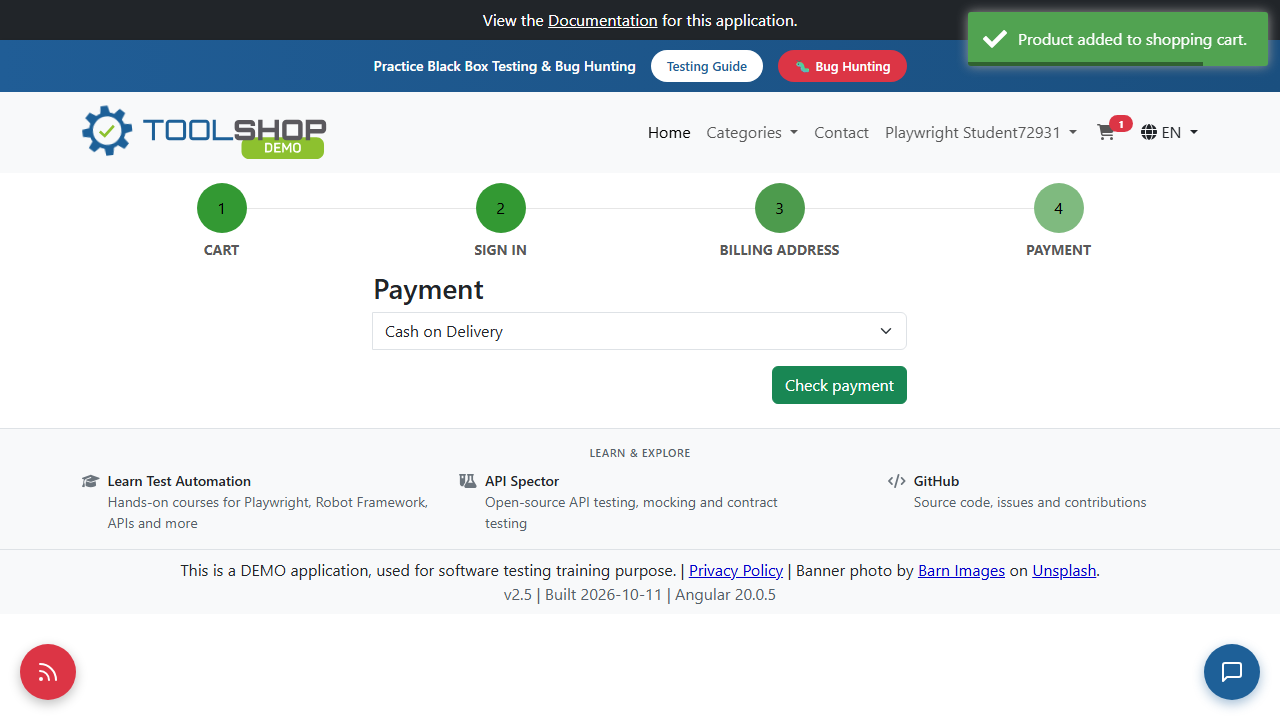 View the Documentation for this application.
Product added to shopping cart.
Practice Black Box Testing & Bug Hunting
Testing Guide
Bug Hunting
TOOLSHOP
DEMO
Home
Categories
Contact
Playwright Student72931
1
EN
1
2
3
4
CART
SIGN IN
BILLING ADDRESS
PAYMENT
Payment
Cash on Delivery
Check payment
LEARN & EXPLORE
Learn Test Automation
Hands-on courses for Playwright, Robot Framework,
APIs and more
API Spector
Open-source API testing, mocking and contract
testing
GitHub
Source code, issues and contributions
This is a DEMO application, used for software testing training purpose. | Privacy Policy | Banner photo by Barn Images on Unsplash.
v2.5 | Built 2026-10-11 | Angular 20.0.5